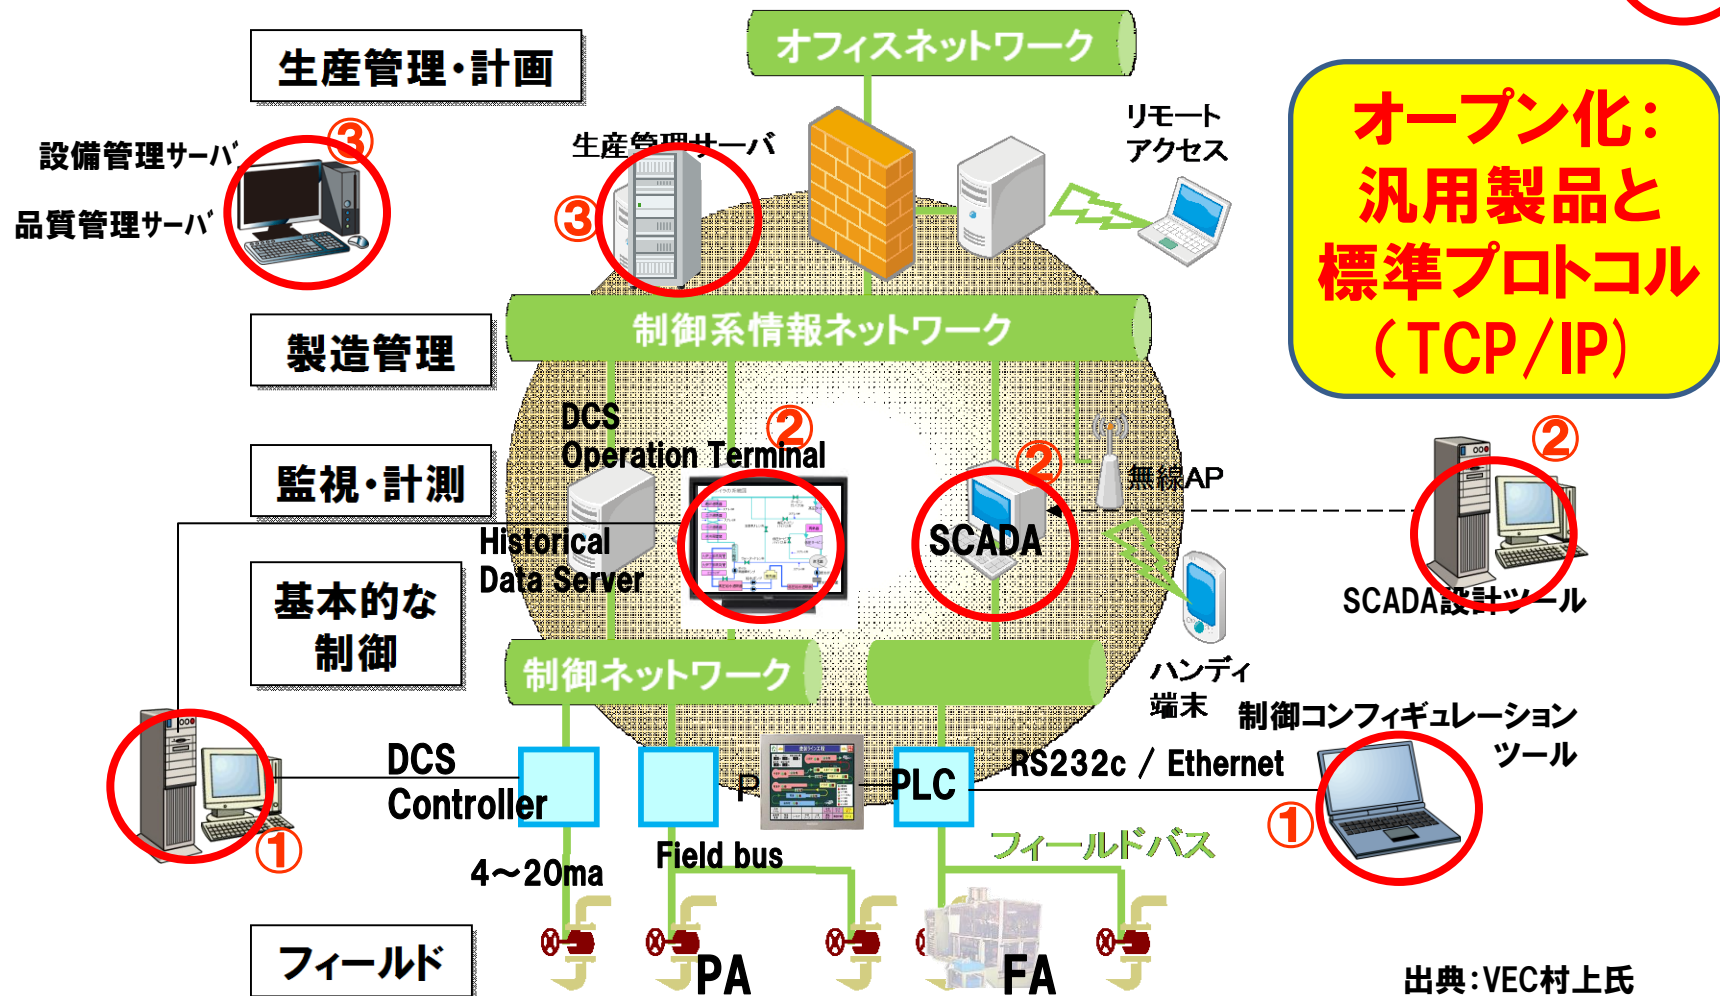 オフィスネットワーク
生産管理・計画
オープン化：
汎用製品と
標準プロトコル
（TCP/IP）
リモート
アクセス
③
設備管理サーバ
品質管理サーバ
生産管理サーバ
③
制御系情報ネットワーク
製造管理
DCS
Operation Terminal
②
②
②
監視・計測
無線AP
SCADA
Historical
Data Server
SCADA設計ツール
基本的な
制御
制御ネットワーク
ハンディ
端末
制御コンフィギュレーション
ツール
DCS
Controller
P
PLC
RS232c / Ethernet
①
①
4～20ma
Field bus
フィールドバス
フィールド
PA
FA
出典：VEC村上氏